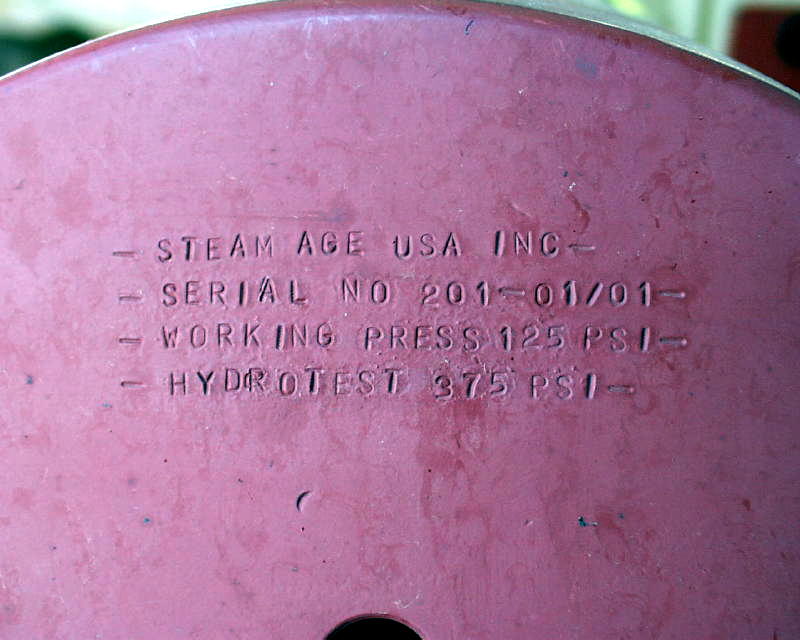 - STEAM AGE USA INC -
- SERIAL NO 201-01/01 -
- WORKING PRESS 125 PSI -
- HYDROTEST 375 PSI -